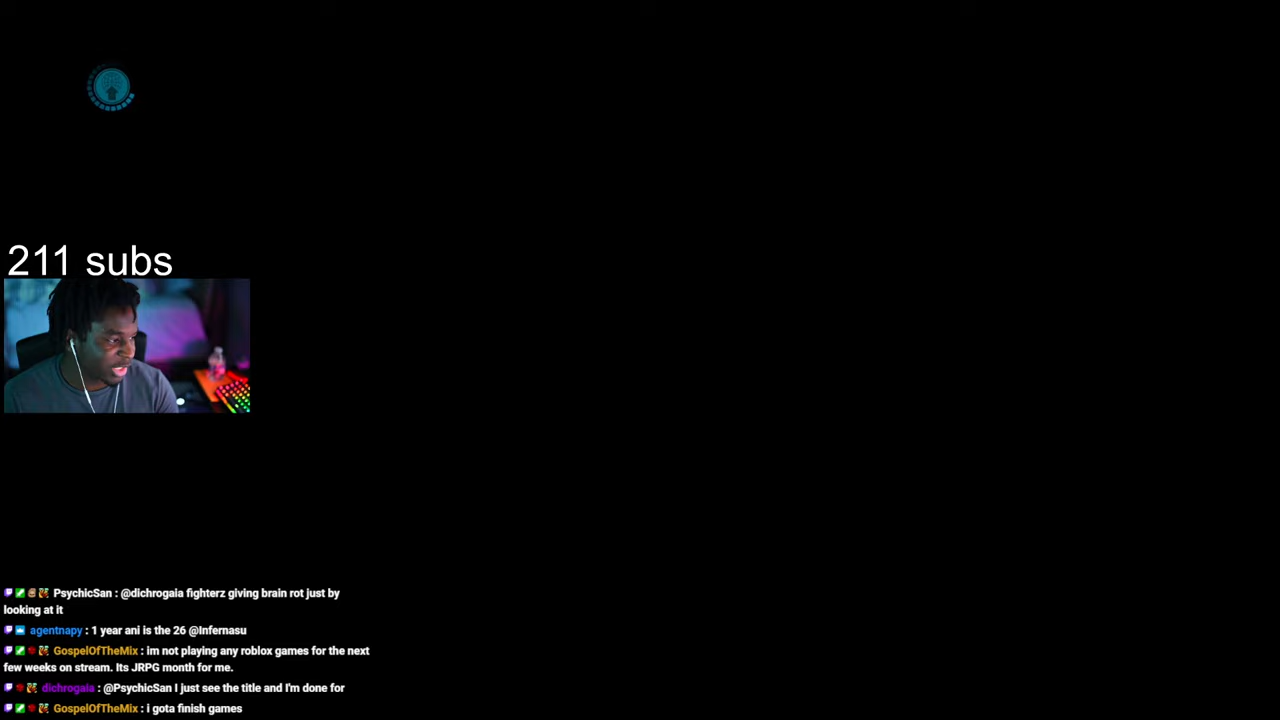 211 subs
PsychicSan : @dichrogaia fighterz giving brain rot just by
looking at it
agentnapy : 1 year ani is the 26 @Infernasu
GospelOfTheMix : im not playing any roblox games for the next
few weeks on stream. Its JRPG month for me.
dichrogaia : @PsychicSan I just see the title and I'm done for
GospelOfTheMix : i gota finish games